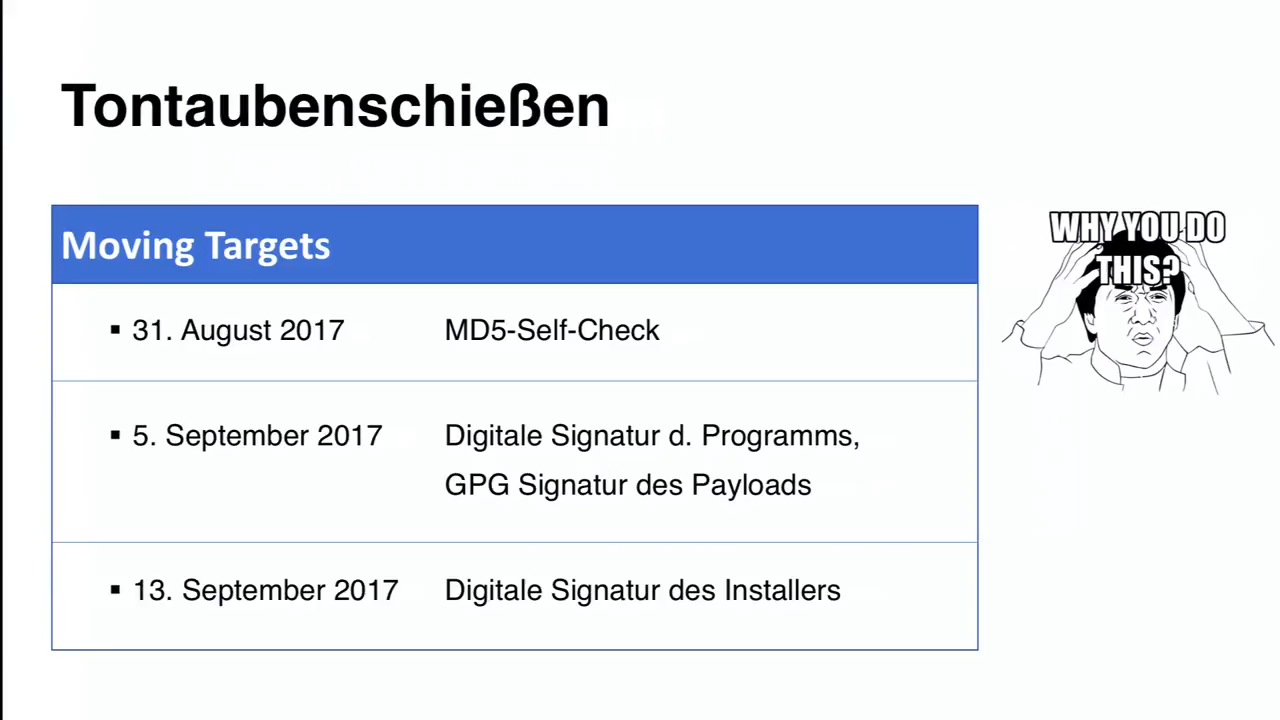 Tontaubenschießen
Moving Targets
WHY YOU DO
THIS?
▪ 31. August 2017 MD5-Self-Check
▪ 5. September 2017 Digitale Signatur d. Programms,
GPG Signatur des Payloads
▪ 13. September 2017 Digitale Signatur des Installers